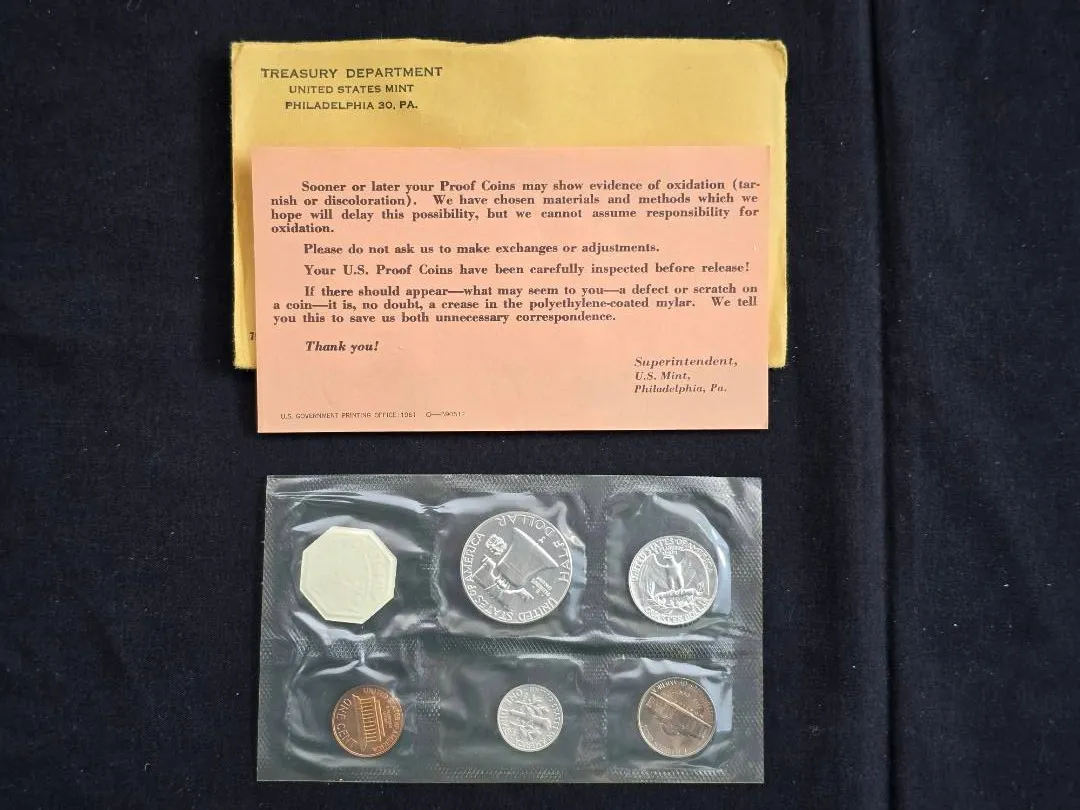 TREASURY DEPARTMENT
UNITED STATES MINT
PHILADELPHIA 30, PA.
Sooner or later your Proof Coins may show evidence of oxidation (tar-
nish or discoloration). We have chosen materials and methods which we
hope will delay this possibility, but we cannot assume responsibility for
oxidation.
Please do not ask us to make exchanges or adjustments.
Your U.S. Proof Coins have been carefully inspected before release!
If there should appear—what may seem to you—a defect or scratch on
a coin—it is, no doubt, a crease in the polyethylene-coated mylar. We tell
you this to save us both unnecessary correspondence.
Thank you!
Superintendent,
U.S. Mint,
Philadelphia, Pa.
U.S. GOVERNMENT PRINTING OFFICE: 1961
UNITED STATES OF AMERICA
HALF DOLLAR
UNITED STATES OF AMERICA
ONE CENT